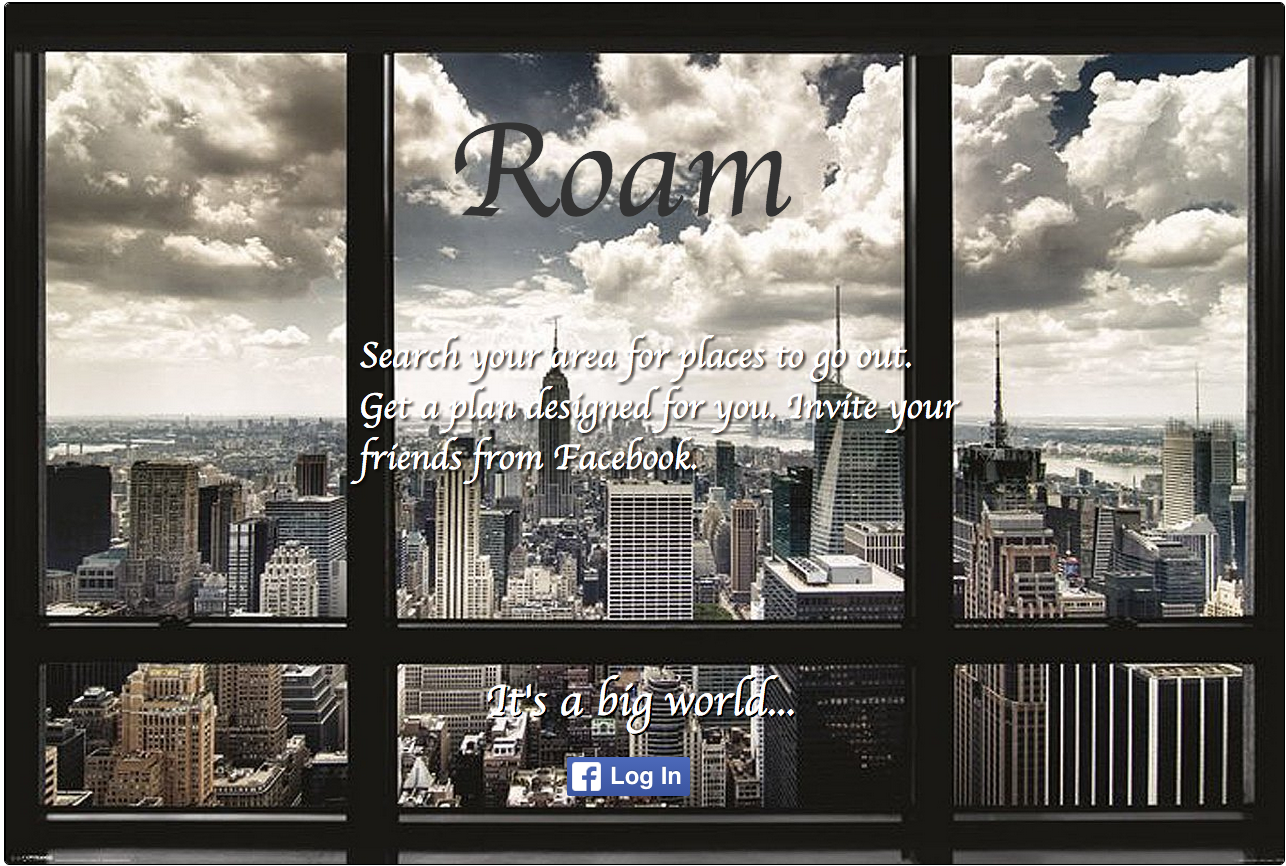 Roam
Search your area for places to go out.
Get a plan designed for you. Invite your
friends from Facebook.
It's a big world...
f Log In